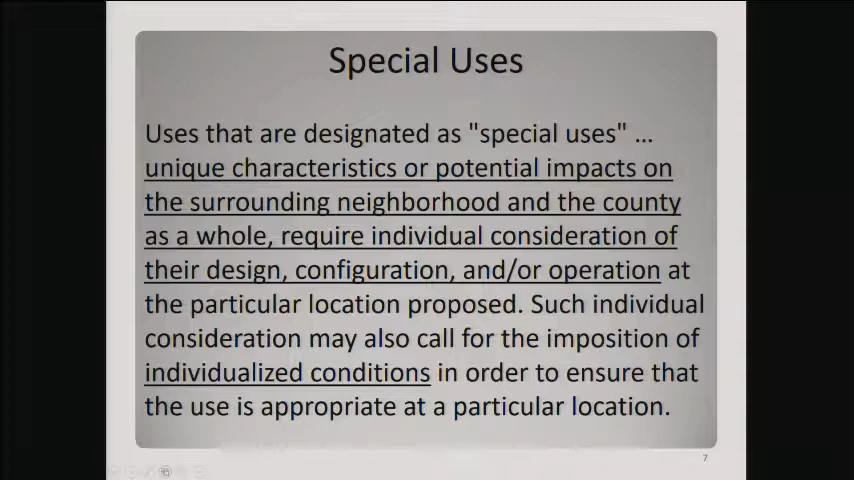 Special Uses
Uses that are designated as "special uses" …
unique characteristics or potential impacts on
the surrounding neighborhood and the county
as a whole, require individual consideration of
their design, configuration, and/or operation at
the particular location proposed. Such individual
consideration may also call for the imposition of
individualized conditions in order to ensure that
the use is appropriate at a particular location.
7